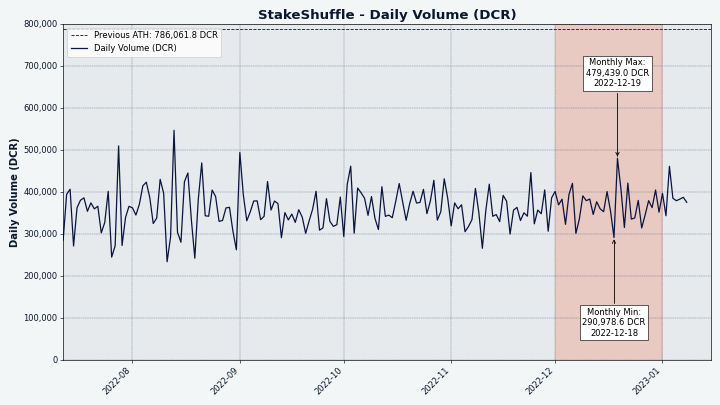 StakeShuffle - Daily Volume (DCR)
800,000
700,000
600,000
500,000
400,000
300,000
200,000
100,000
0
Daily Volume (DCR)
Previous ATH: 786,061.8 DCR
Daily Volume (DCR)
Monthly Max:
479,439.0 DCR
2022-12-19
Monthly Min:
290,978.6 DCR
2022-12-18
2022-08
2022-09
2022-10
2022-11
2022-12
2023-01